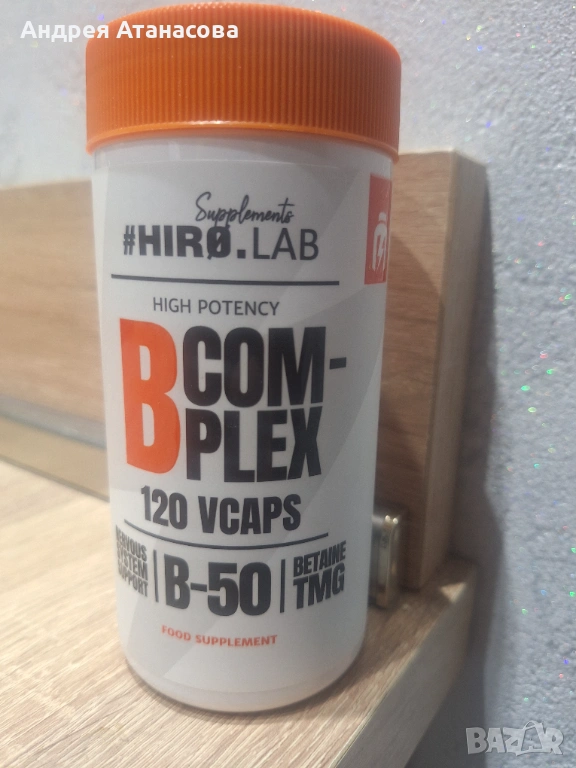 Андрея Атанасова
Supplements
#HIRØ.LAB
HIGH POTENCY
B COM-
PLEX
120 VCAPS
NERVOUS
SYSTEM
SUPPORT
B-50
BETAINE
TMG
FOOD SUPPLEMENT
BAZAR